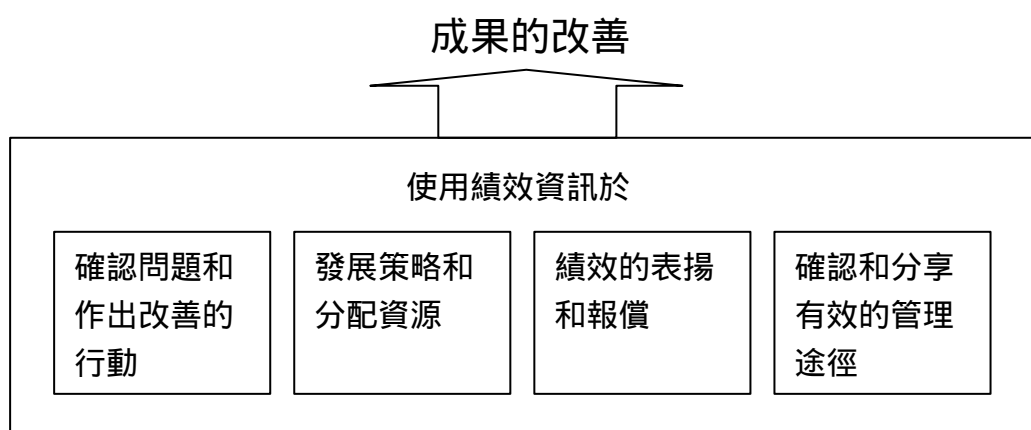 成果的改善
使用績效資訊於
確認問題和
作出改善的
行動
發展策略和
分配資源
績效的表揚
和報償
確認和分享
有效的管理
途徑